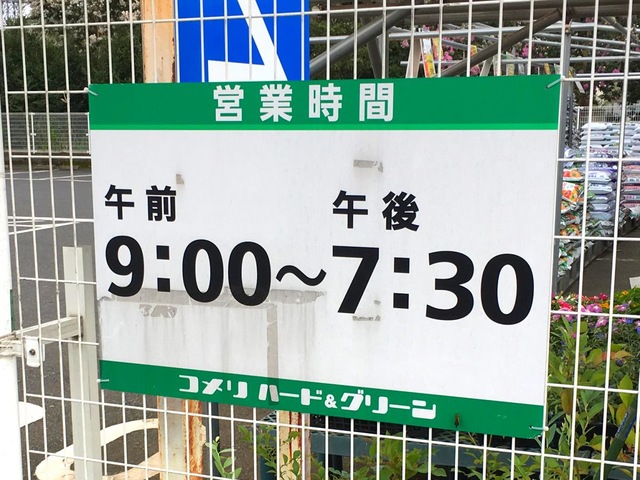 営業時間
午前 午後
9:00～7:30
コメリ ハード&グリーン